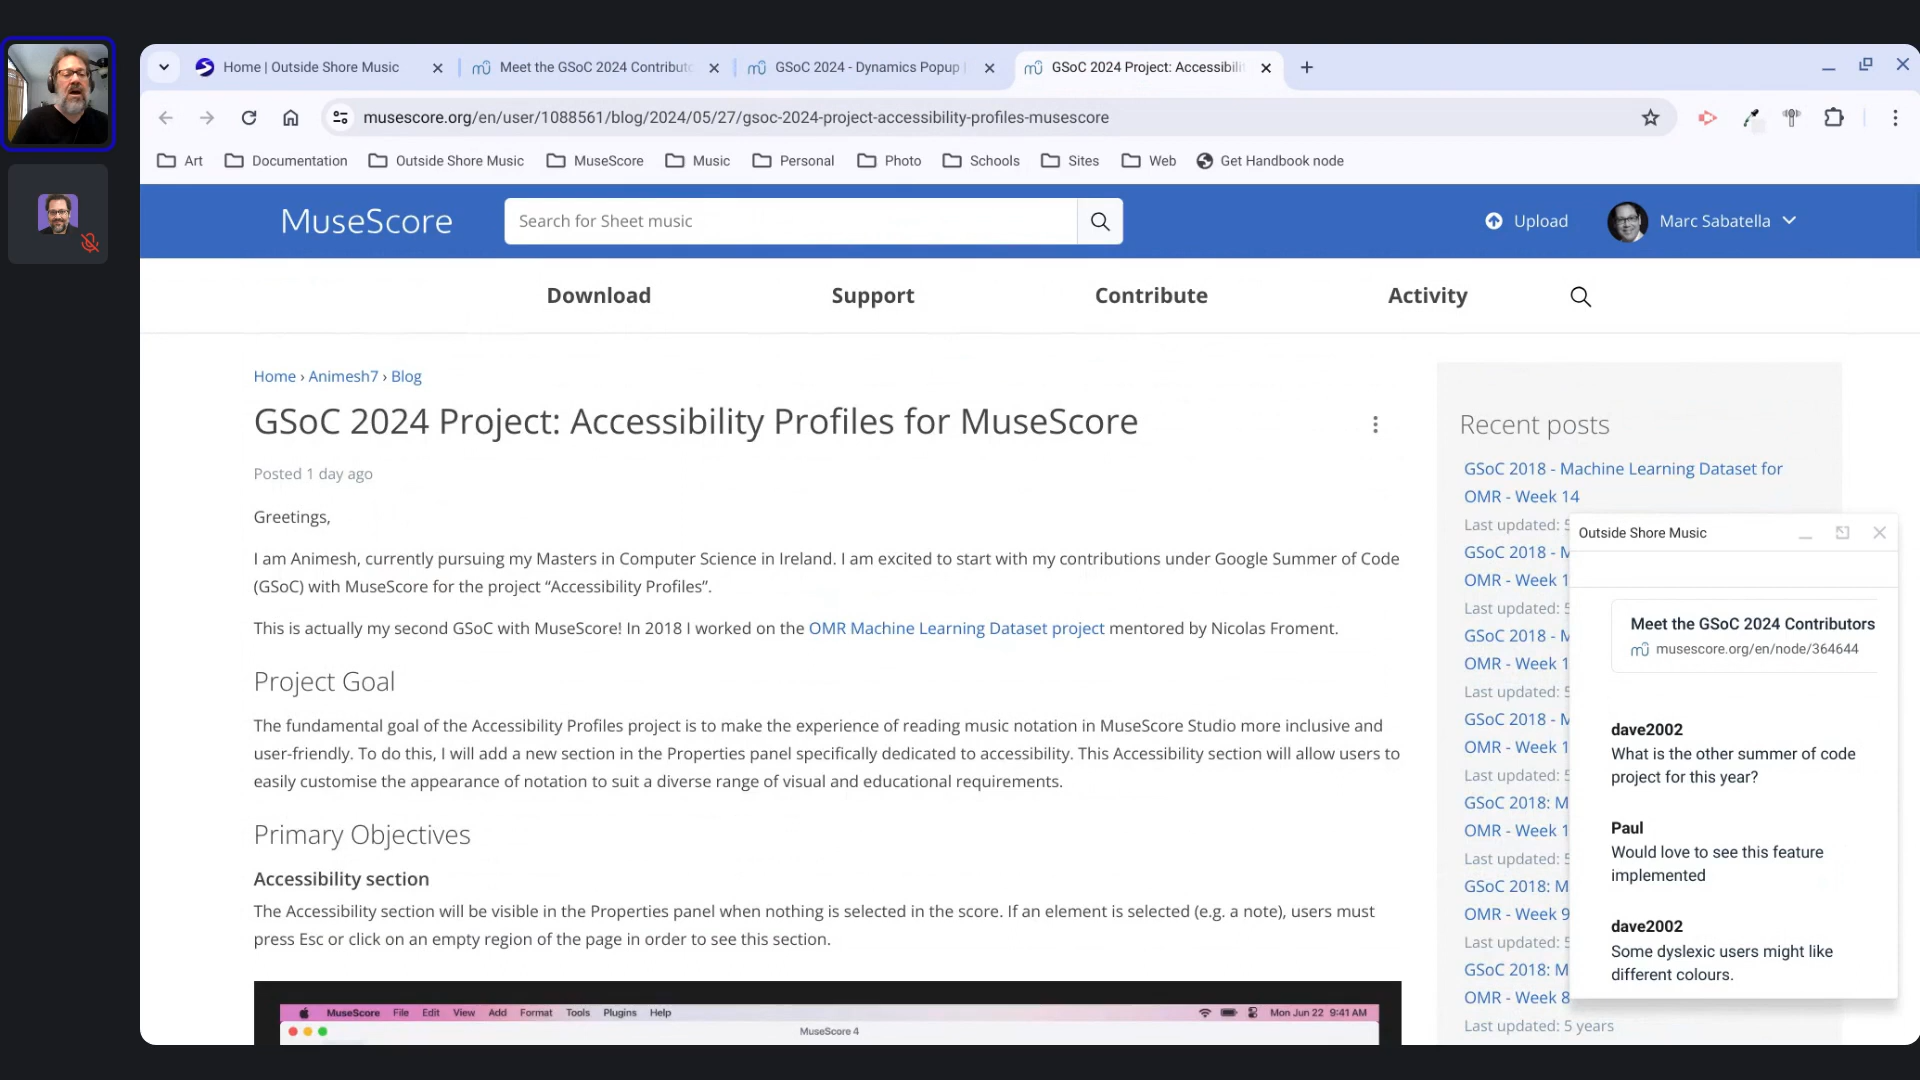 Home | Outside Shore Music
Meet the GSoC 2024 Contributo
GSoC 2024 - Dynamics Popup |
GSoC 2024 Project: Accessibili
musescore.org/en/user/1088561/blog/2024/05/27/gsoc-2024-project-accessibility-profiles-musescore
Art Documentation Outside Shore Music MuseScore Music Personal Photo Schools Sites Web Get Handbook node
MuseScore Search for Sheet music Upload Marc Sabatella
Download Support Contribute Activity
Home › Animesh7 › Blog
GSoC 2024 Project: Accessibility Profiles for MuseScore
Posted 1 day ago
Greetings,
I am Animesh, currently pursuing my Masters in Computer Science in Ireland. I am excited to start with my contributions under Google Summer of Code
(GSoC) with MuseScore for the project “Accessibility Profiles”.
This is actually my second GSoC with MuseScore! In 2018 I worked on the OMR Machine Learning Dataset project mentored by Nicolas Froment.
Project Goal
The fundamental goal of the Accessibility Profiles project is to make the experience of reading music notation in MuseScore Studio more inclusive and
user-friendly. To do this, I will add a new section in the Properties panel specifically dedicated to accessibility. This Accessibility section will allow users to
easily customise the appearance of notation to suit a diverse range of visual and educational requirements.
Primary Objectives
Accessibility section
The Accessibility section will be visible in the Properties panel when nothing is selected in the score. If an element is selected (e.g. a note), users must
press Esc or click on an empty region of the page in order to see this section.
MuseScore File Edit View Add Format Tools Plugins Help Mon Jun 22 9:41 AM
MuseScore 4
Recent posts
GSoC 2018 - Machine Learning Dataset for
OMR - Week 14
Last updated: 5
GSoC 2018 - M
OMR - Week 1
Last updated: 5
GSoC 2018 - M
OMR - Week 1
Last updated: 5
GSoC 2018 - M
OMR - Week 1
Last updated: 5
GSoC 2018: M
OMR - Week 1
Last updated: 5
GSoC 2018: M
OMR - Week 9
Last updated: 5
GSoC 2018: M
OMR - Week 8
Last updated: 5 years
Outside Shore Music
Meet the GSoC 2024 Contributors
musescore.org/en/node/364644
dave2002
What is the other summer of code
project for this year?
Paul
Would love to see this feature
implemented
dave2002
Some dyslexic users might like
different colours.